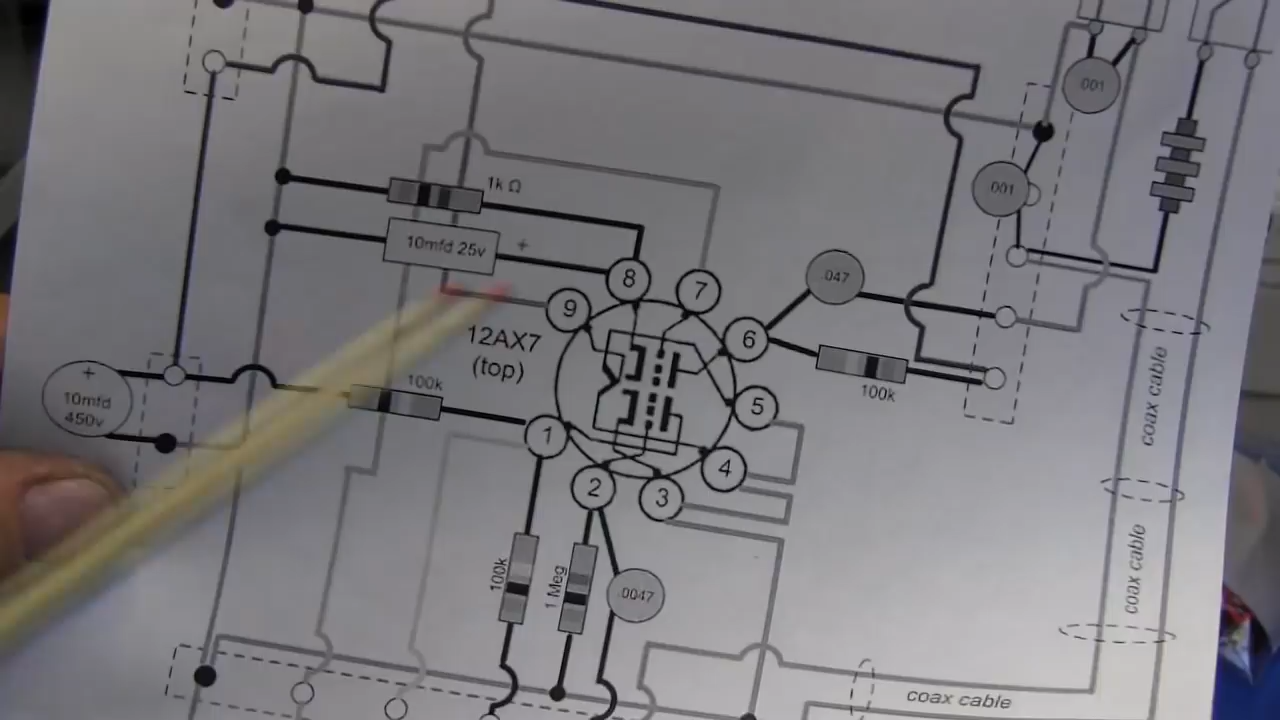 001
001
1k Ω
10mfd 25v
+
8
7
.047
9
6
12AX7
(top)
+
10mfd
450v
100k
100k
5
1
4
2
3
coax cable
100k
1 Meg
.0047
coax cable
coax cable